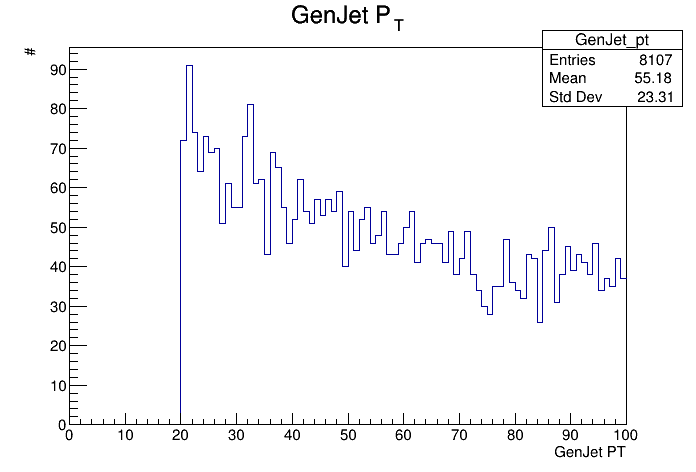 GenJet P_T
#
GenJet_pt
Entries 8107
Mean 55.18
Std Dev 23.31
90
80
70
60
50
40
30
20
10
0
0 10 20 30 40 50 60 70 80 90 100
GenJet PT